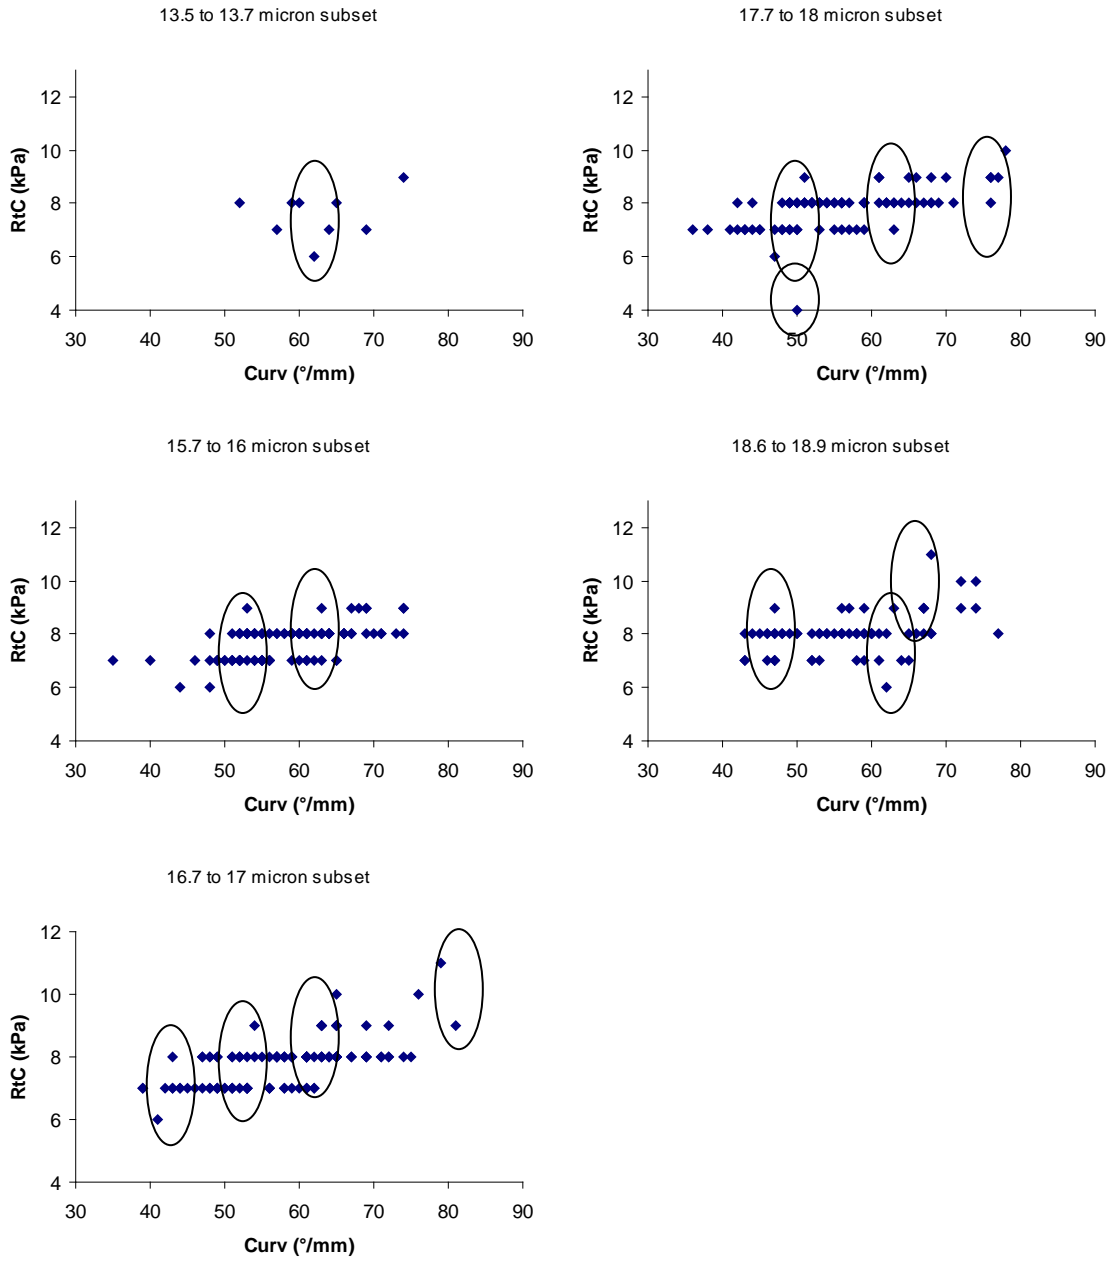 13.5 to 13.7 micron subset
12
10
8
6
4
RtC (kPa)
30 40 50 60 70 80 90
Curv (°/mm)
17.7 to 18 micron subset
12
10
8
6
4
RtC (kPa)
30 40 50 60 70 80 90
Curv (°/mm)
15.7 to 16 micron subset
12
10
8
6
4
RtC (kPa)
30 40 50 60 70 80 90
Curv (°/mm)
18.6 to 18.9 micron subset
12
10
8
6
4
RtC (kPa)
30 40 50 60 70 80 90
Curv (°/mm)
16.7 to 17 micron subset
12
10
8
6
4
RtC (kPa)
30 40 50 60 70 80 90
Curv (°/mm)